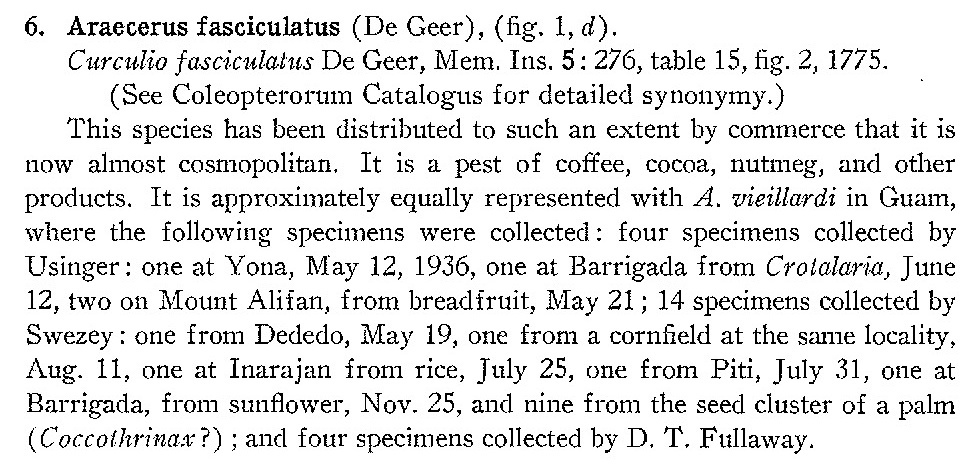 6. Araecerus fasciculatus (De Geer), (fig. 1, d).
Curculio fasciculatus De Geer, Mem. Ins. 5: 276, table 15, fig. 2, 1775.
(See Coleopterorum Catalogus for detailed synonymy.)
This species has been distributed to such an extent by commerce that it is
now almost cosmopolitan. It is a pest of coffee, cocoa, nutmeg, and other
products. It is approximately equally represented with A. vieillardi in Guam,
where the following specimens were collected: four specimens collected by
Usinger: one at Yona, May 12, 1936, one at Barrigada from Crotalaria, June
12, two on Mount Alifan, from breadfruit, May 21; 14 specimens collected by
Swezey: one from Dededo, May 19, one from a cornfield at the same locality,
Aug. 11, one at Inarajan from rice, July 25, one from Piti, July 31, one at
Barrigada, from sunflower, Nov. 25, and nine from the seed cluster of a palm
(Coccothrinax?); and four specimens collected by D. T. Fullaway.